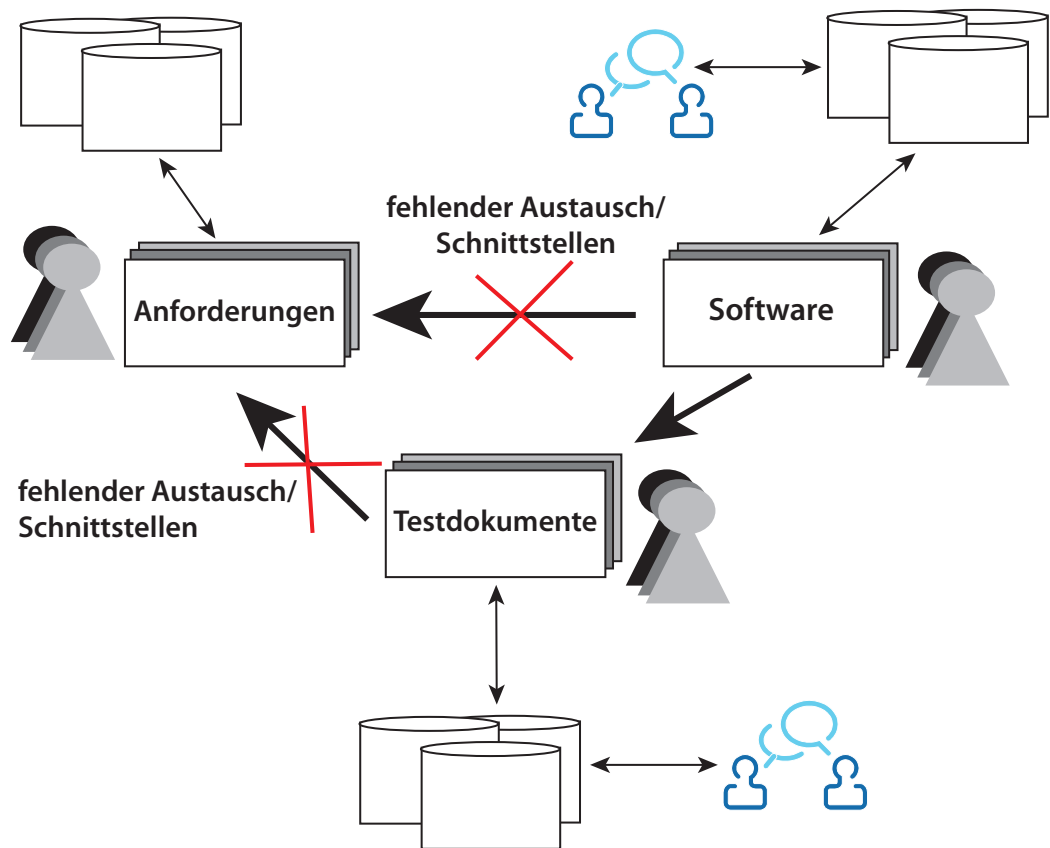 fehlender Austausch/
Schnittstellen
Anforderungen
Software
fehlender Austausch/
Schnittstellen
Testdokumente